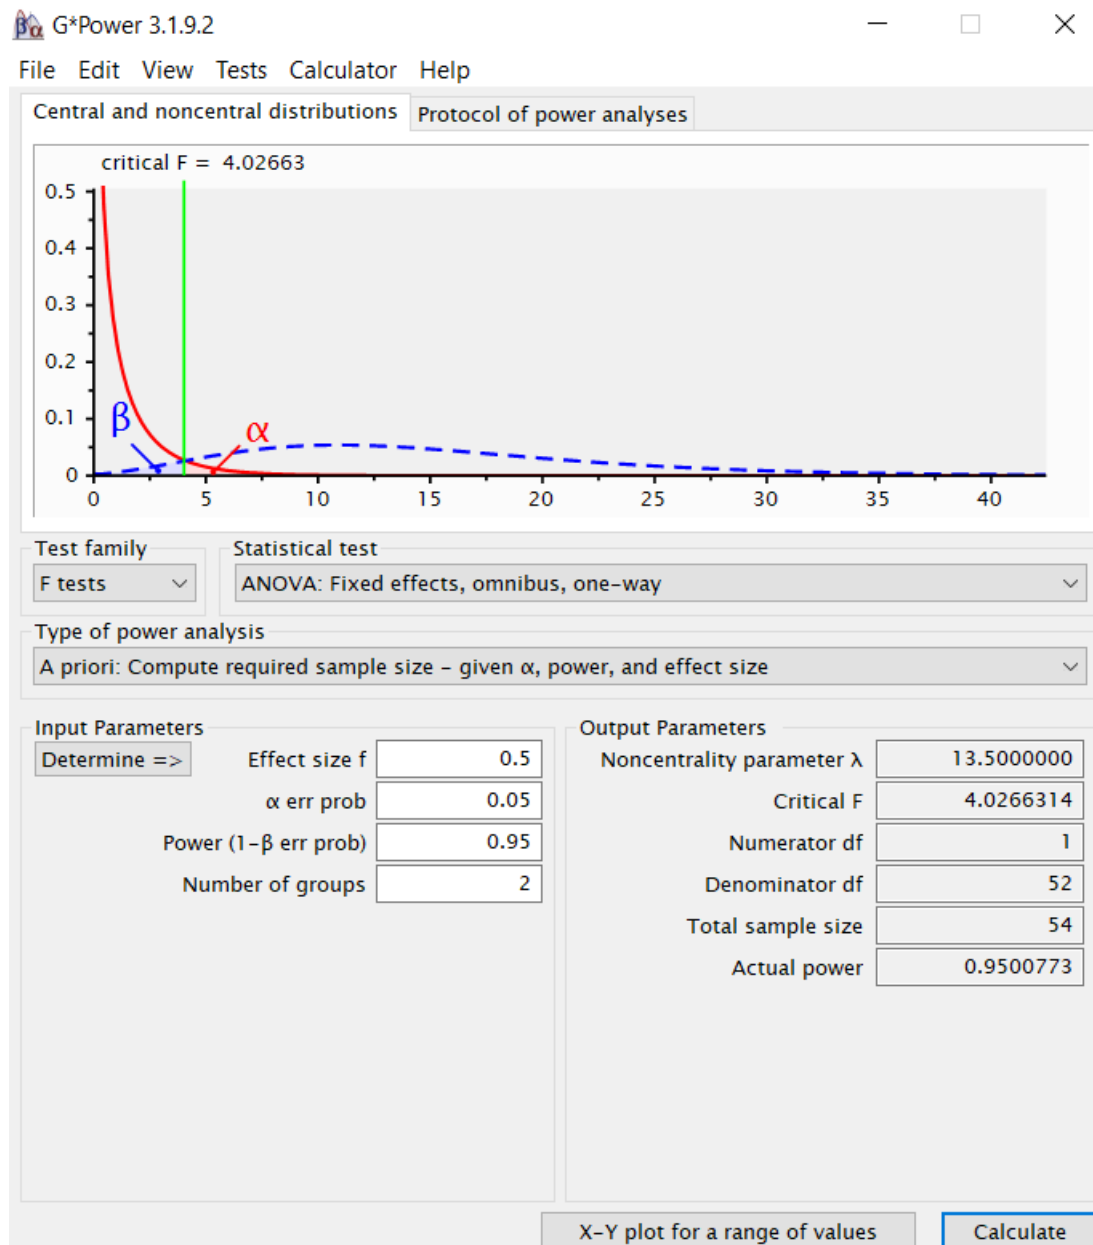 G*Power 3.1.9.2
File Edit View Tests Calculator Help
Central and noncentral distributions Protocol of power analyses
critical F = 4.02663
0.5
0.4
0.3
0.2
0.1
0
β
α
0 5 10 15 20 25 30 35 40
Test family Statistical test
F tests ANOVA: Fixed effects, omnibus, one-way
Type of power analysis
A priori: Compute required sample size - given α, power, and effect size
Input Parameters Output Parameters
Determine => Effect size f 0.5 Noncentrality parameter λ 13.5000000
α err prob 0.05 Critical F 4.0266314
Power (1-β err prob) 0.95 Numerator df 1
Number of groups 2 Denominator df 52
Total sample size 54
Actual power 0.9500773
X-Y plot for a range of values Calculate